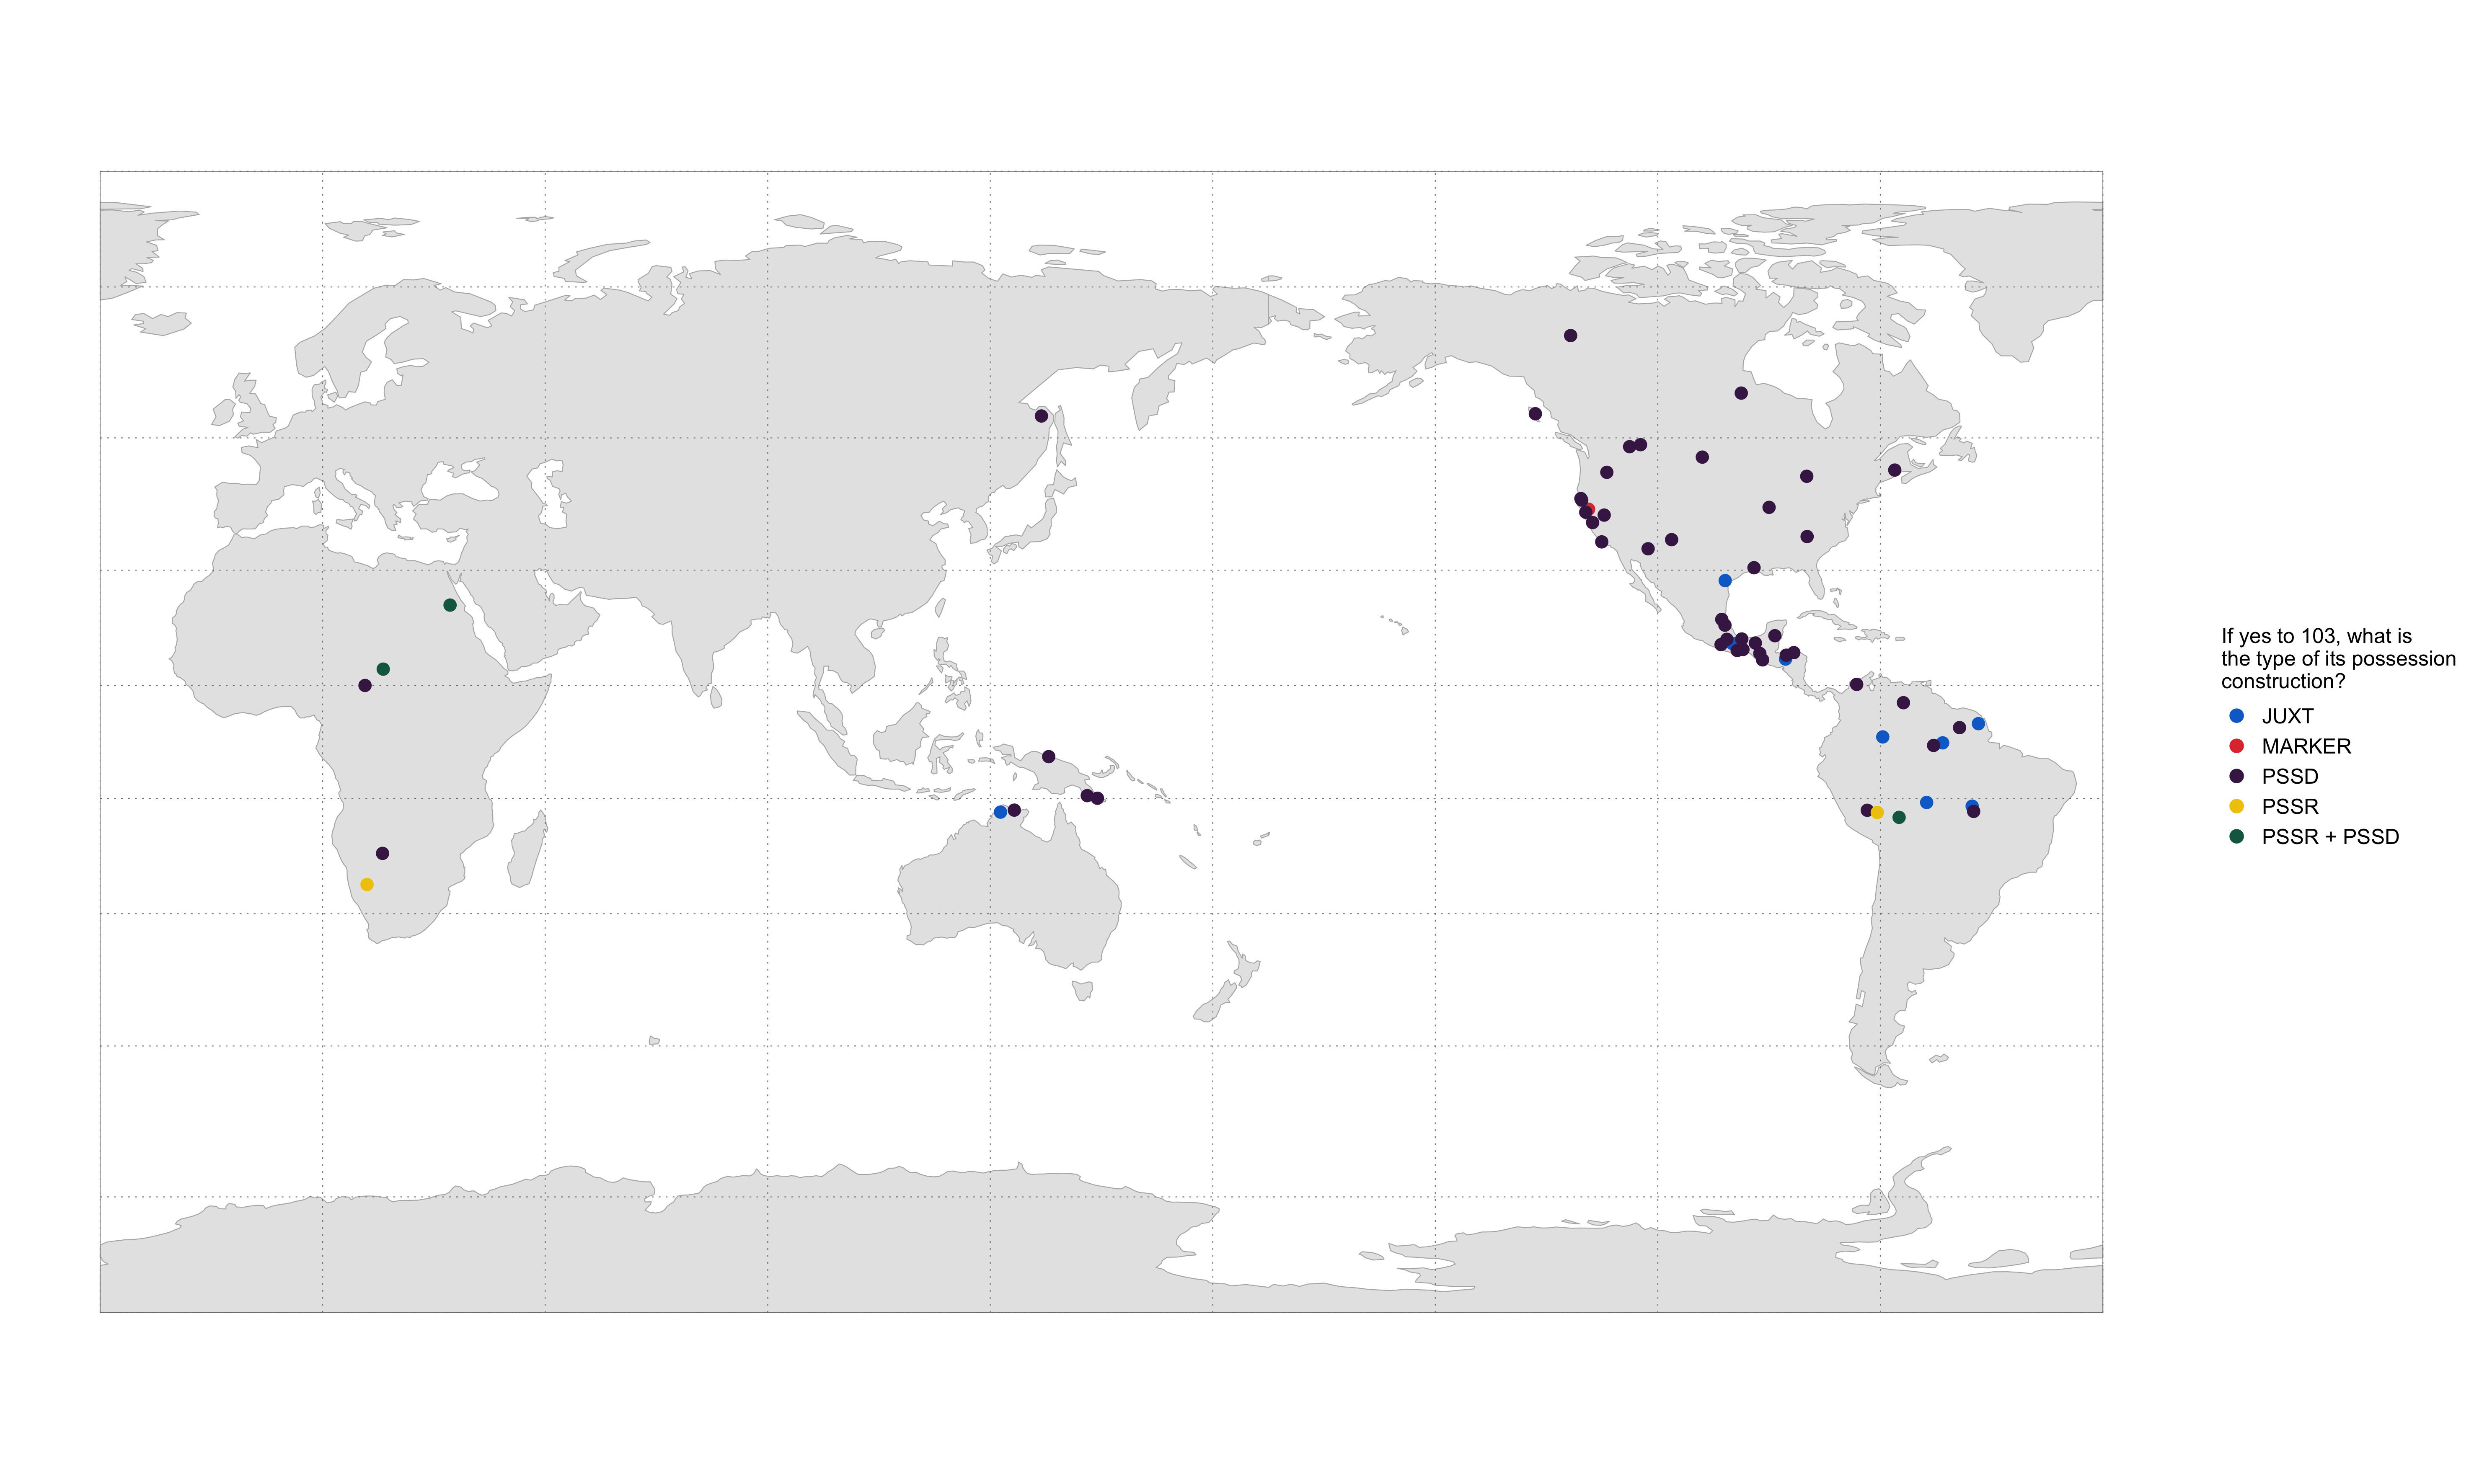 If yes to 103, what is
the type of its possession
construction?
JUXT
MARKER
PSSD
PSSR
PSSR + PSSD